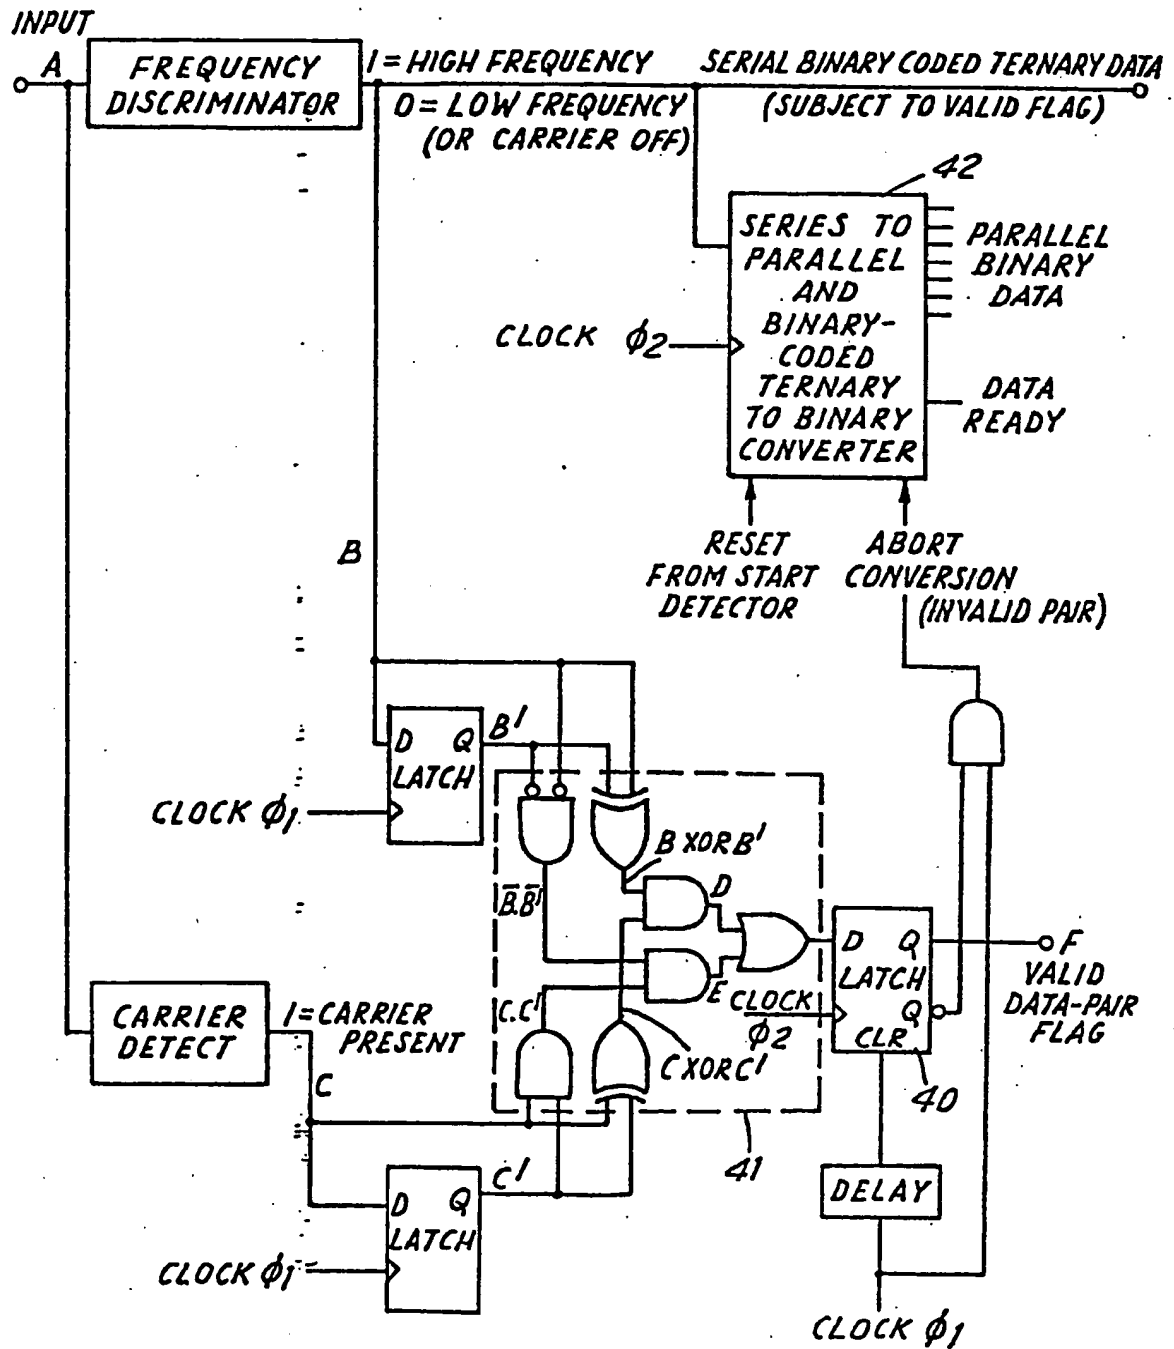 INPUT
A
FREQUENCY
DISCRIMINATOR
1 = HIGH FREQUENCY
0 = LOW FREQUENCY
(OR CARRIER OFF)
SERIAL BINARY CODED TERNARY DATA
(SUBJECT TO VALID FLAG)
42
SERIES TO
PARALLEL
AND
BINARY-
CODED
TERNARY
TO BINARY
CONVERTER
PARALLEL
BINARY
DATA
CLOCK ϕ2
DATA
READY
RESET
FROM START
DETECTOR
ABORT
CONVERSION
(INVALID PAIR)
B
D Q
LATCH
B'
CLOCK ϕ1
B XOR B'
B̅.B̅'
D
E
C.C'
C XOR C'
CLOCK
ϕ2
D Q
LATCH
Q
CLR
40
F
VALID
DATA-PAIR
FLAG
CARRIER
DETECT
1 = CARRIER
PRESENT
C
41
C'
D Q
LATCH
CLOCK ϕ1
DELAY
CLOCK ϕ1